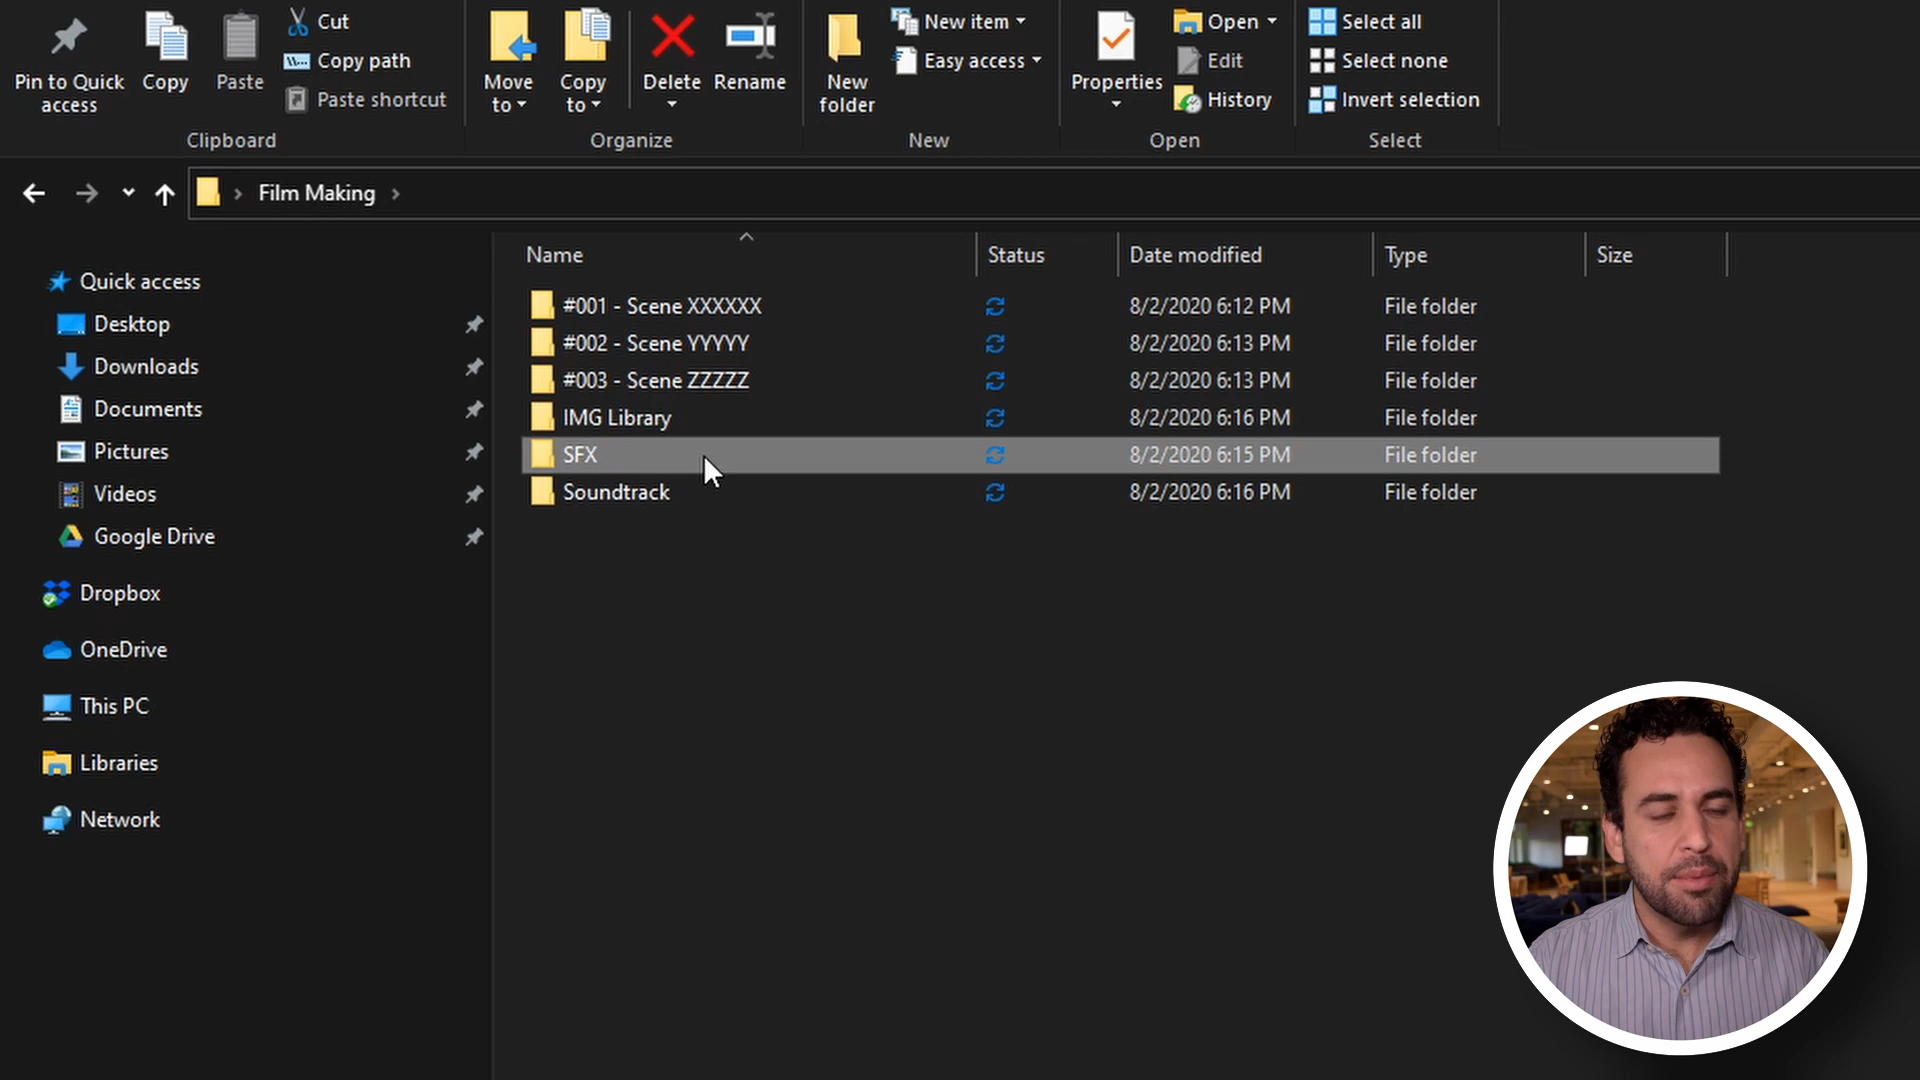 Pin to Quick access
Copy
Paste
Cut
Copy path
Paste shortcut
Clipboard
Move to
Copy to
Delete
Rename
Organize
New folder
New item
Easy access
New
Properties
Open
Edit
History
Open
Select all
Select none
Invert selection
Select
Film Making
Name Status Date modified Type Size
#001 - Scene XXXXXX 8/2/2020 6:12 PM File folder
#002 - Scene YYYYY 8/2/2020 6:13 PM File folder
#003 - Scene ZZZZZ 8/2/2020 6:13 PM File folder
IMG Library 8/2/2020 6:16 PM File folder
SFX 8/2/2020 6:15 PM File folder
Soundtrack 8/2/2020 6:16 PM File folder
Quick access
Desktop
Downloads
Documents
Pictures
Videos
Google Drive
Dropbox
OneDrive
This PC
Libraries
Network